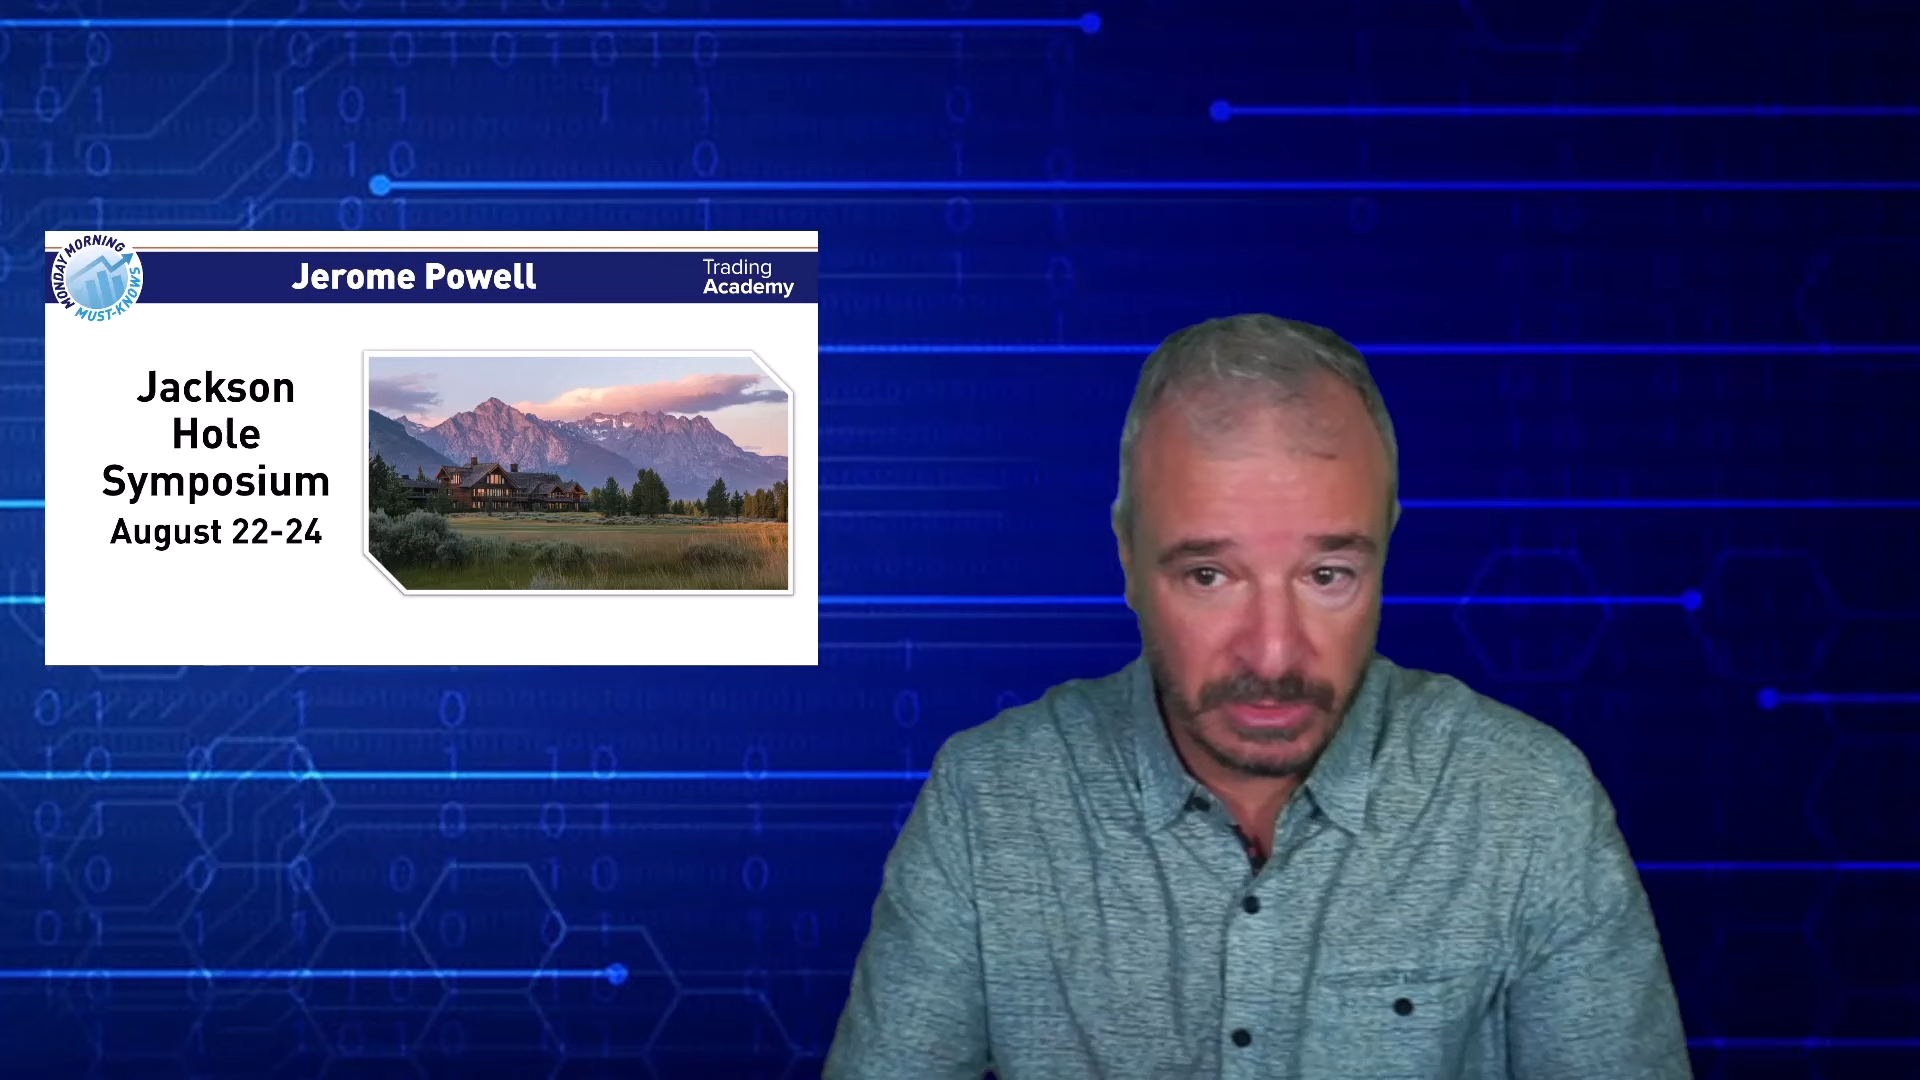 MONDAY MORNING
MUST-KNOWS
Jerome Powell
Trading
Academy
Jackson
Hole
Symposium
August 22-24